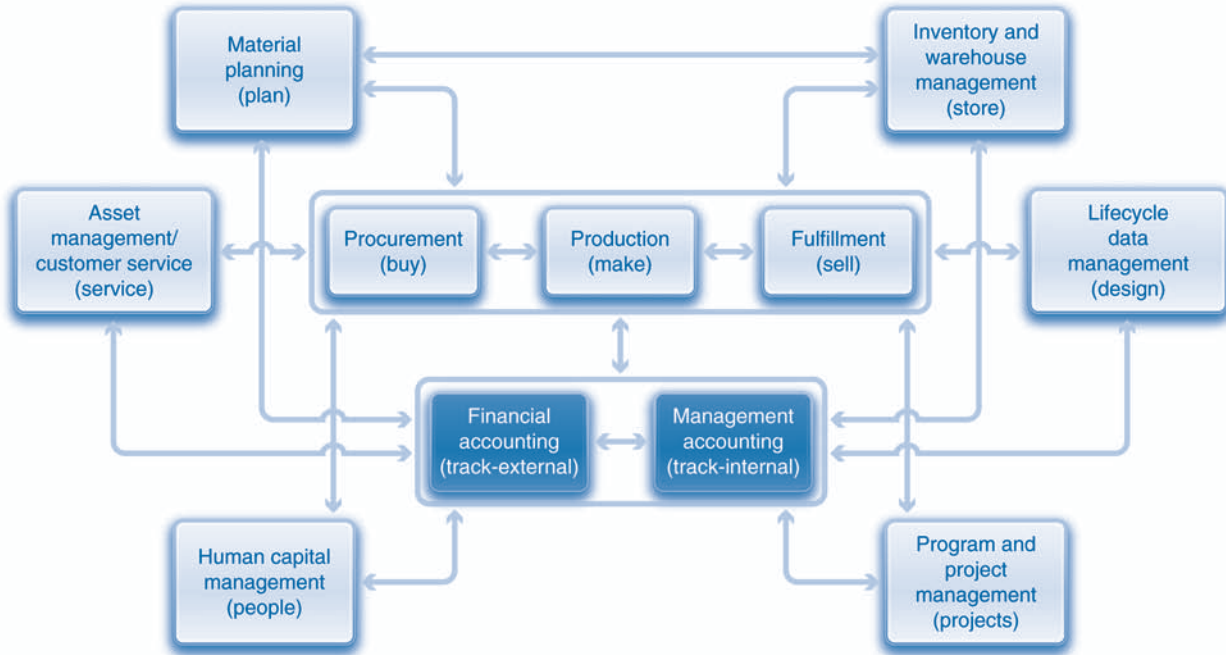 Material
planning
(plan)
Inventory and
warehouse
management
(store)
Asset
management/
customer service
(service)
Procurement
(buy)
Production
(make)
Fulfillment
(sell)
Lifecycle
data
management
(design)
Financial
accounting
(track-external)
Management
accounting
(track-internal)
Human capital
management
(people)
Program and
project
management
(projects)